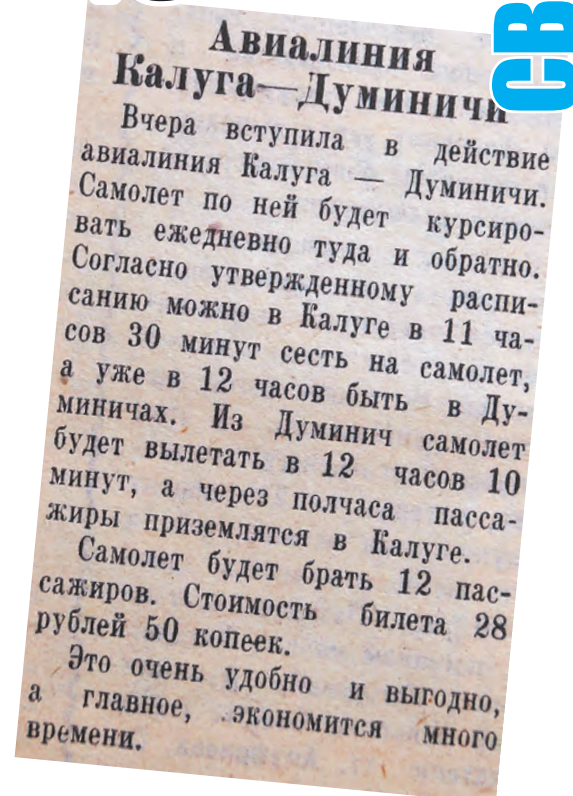 СВ
Авиалиния
Калуга—Думиничи
Вчера вступила в действие
авиалиния Калуга — Думиничи.
Самолет по ней будет курсиро-
вать ежедневно туда и обратно.
Согласно утвержденному распи-
санию можно в Калуге в 11 ча-
сов 30 минут сесть на самолет,
а уже в 12 часов быть в Ду-
миничах. Из Думинич самолет
будет вылетать в 12 часов 10
минут, а через полчаса пасса-
жиры приземлятся в Калуге.
Самолет будет брать 12 пас-
сажиров. Стоимость билета 28
рублей 50 копеек.
Это очень удобно и выгодно,
а главное, экономится много
времени.